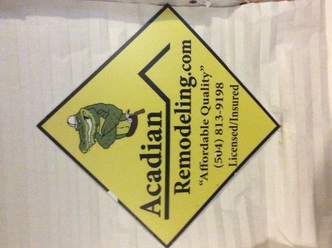 Acadian
Remodeling.com
"Affordable Quality"
(504) 813-9198
Licensed/Insured